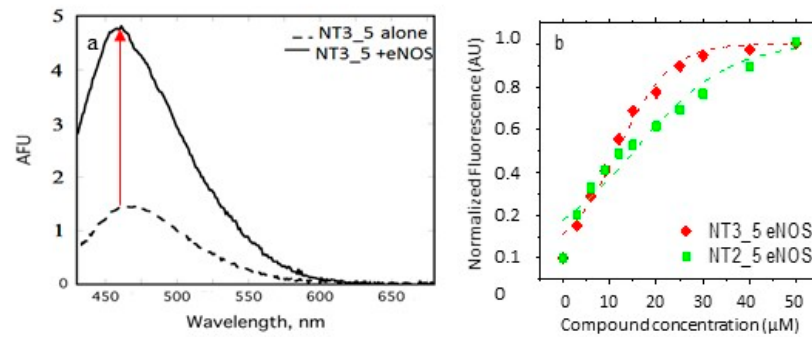 a
NT3_5 alone
NT3_5 +eNOS
5
4
3
2
1
0
AFU
450
500
550
600
650
Wavelength, nm
b
1.0
0.8
0.6
0.4
0.2
0.1
0
Normalized Fluorescence (AU)
NT3_5 eNOS
NT2_5 eNOS
0
10
20
30
40
50
Compound concentration (µM)